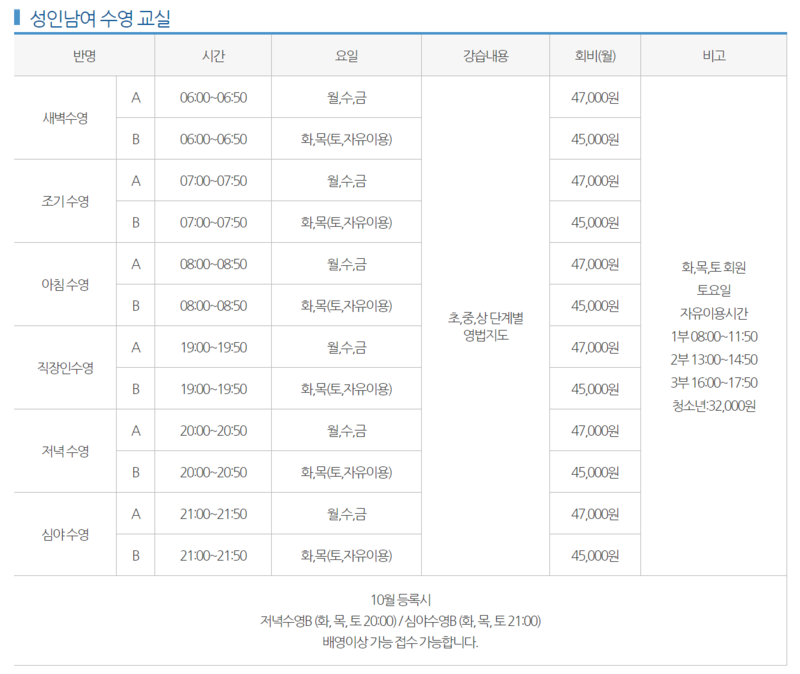 성인남여 수영 교실
반명 시간 요일 강습내용 회비(월) 비고
새벽수영 A 06:00~06:50 월,수,금 47,000원
B 06:00~06:50 화,목(토,자유이용) 45,000원
조기 수영 A 07:00~07:50 월,수,금 47,000원
B 07:00~07:50 화,목(토,자유이용) 45,000원
아침 수영 A 08:00~08:50 월,수,금 47,000원
B 08:00~08:50 화,목(토,자유이용) 45,000원
직장인수영 A 19:00~19:50 월,수,금 47,000원
B 19:00~19:50 화,목(토,자유이용) 45,000원
저녁 수영 A 20:00~20:50 월,수,금 47,000원
B 20:00~20:50 화,목(토,자유이용) 45,000원
심야 수영 A 21:00~21:50 월,수,금 47,000원
B 21:00~21:50 화,목(토,자유이용) 45,000원
초,중,상 단계별
영법지도
화,목,토 회원
토요일
자유이용시간
1부 08:00~11:50
2부 13:00~14:50
3부 16:00~17:50
청소년:32,000원
10월 등록시
저녁수영B (화, 목, 토 20:00) / 심야수영B (화, 목, 토 21:00)
배영이상 가능 접수 가능합니다.